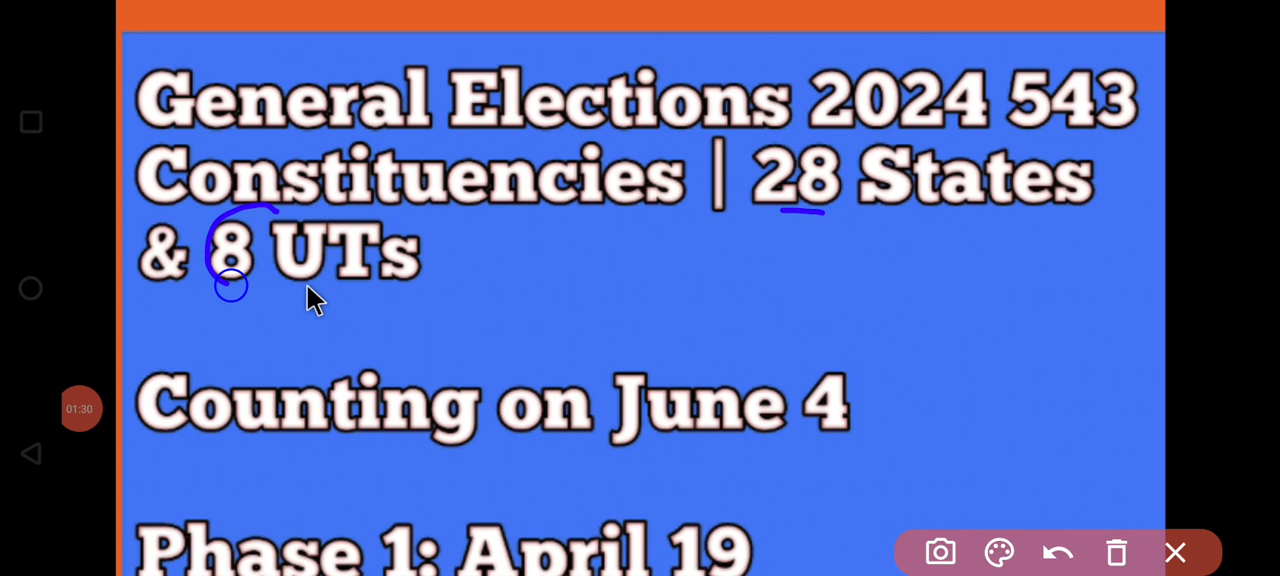 General Elections 2024 543
Constituencies | 28 States
& 8 UTs
Counting on June 4
Phase 1: April 19
01:30